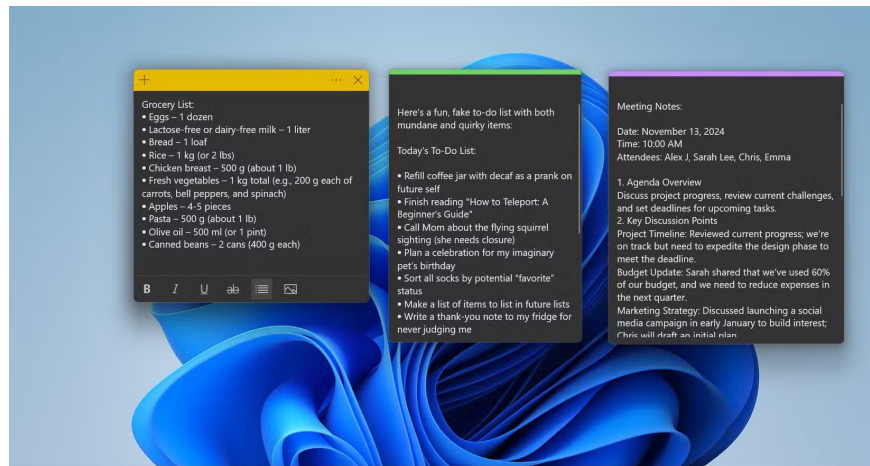 Grocery List:
• Eggs – 1 dozen
• Lactose-free or dairy-free milk – 1 liter
• Bread – 1 loaf
• Rice – 1 kg (or 2 lbs)
• Chicken breast – 500 g (about 1 lb)
• Fresh vegetables – 1 kg total (e.g., 200 g each of
carrots, bell peppers, and spinach)
• Apples – 4-5 pieces
• Pasta – 500 g (about 1 lb)
• Olive oil – 500 ml (or 1 pint)
• Canned beans – 2 cans (400 g each)
B I U ab
Here's a fun, fake to-do list with both
mundane and quirky items:
Today's To-Do List:
• Refill coffee jar with decaf as a prank on
future self
• Finish reading "How to Teleport: A
Beginner's Guide"
• Call Mom about the flying squirrel
sighting (she needs closure)
• Plan a celebration for my imaginary
pet's birthday
• Sort all socks by potential "favorite"
status
• Make a list of items to list in future lists
• Write a thank-you note to my fridge for
never judging me
Meeting Notes:
Date: November 13, 2024
Time: 10:00 AM
Attendees: Alex J, Sarah Lee, Chris, Emma
1. Agenda Overview
Discuss project progress, review current challenges,
and set deadlines for upcoming tasks.
2. Key Discussion Points
Project Timeline: Reviewed current progress; we're
on track but need to expedite the design phase to
meet the deadline.
Budget Update: Sarah shared that we've used 60%
of our budget, and we need to reduce expenses in
the next quarter.
Marketing Strategy: Discussed launching a social
media campaign in early January to build interest;
Chris will draft an initial plan